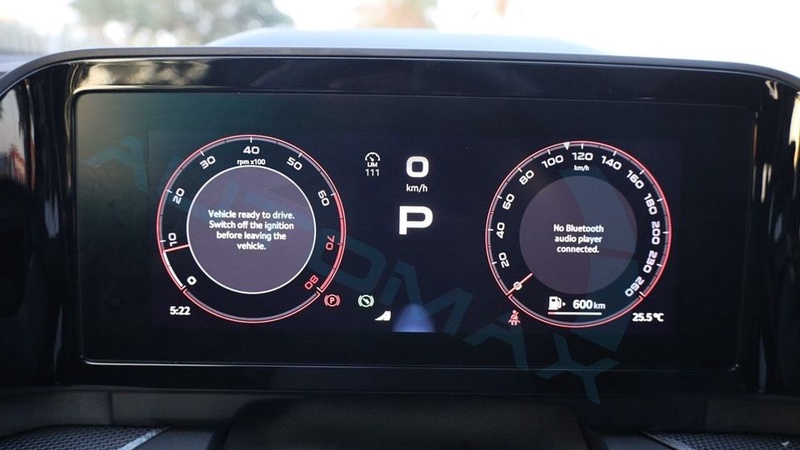 0 10 20 30 40 50 60 70 80
rpm x100
Vehicle ready to drive.
Switch off the ignition
before leaving the
vehicle.
5:22
LIM
111
0
km/h
P
P
0 20 40 60 80 100 120 140 160 180 200 220 240 260
km/h
No Bluetooth
audio player
connected.
600 km
25.5 °C